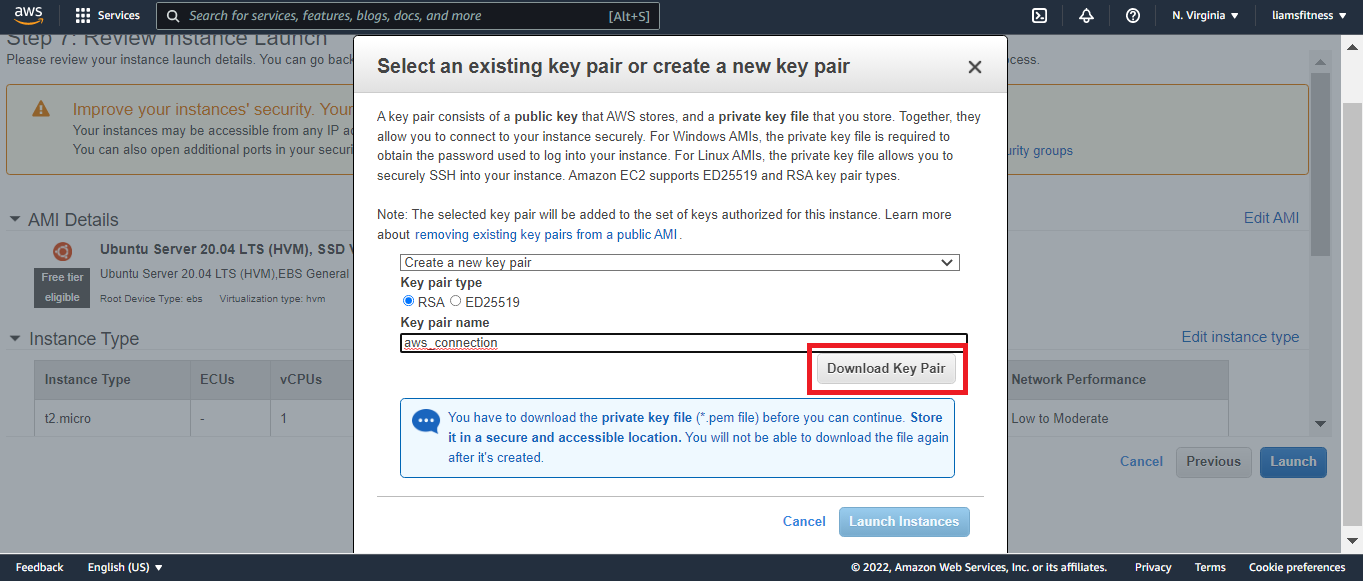 aws
Services
Search for services, features, blogs, docs, and more
[Alt+S]
N. Virginia
liamsfitness
Step 7: Review Instance Launch
Please review your instance launch details. You can go back
ocess.
Improve your instances' security. Your
Your instances may be accessible from any IP ad
You can also open additional ports in your securi
urity groups
AMI Details
Edit AMI
Ubuntu Server 20.04 LTS (HVM), SSD V
Free tier
eligible
Ubuntu Server 20.04 LTS (HVM),EBS General
Root Device Type: ebs Virtualization type: hvm
Instance Type
Edit instance type
Instance Type ECUs vCPUs
Network Performance
t2.micro - 1
Low to Moderate
Cancel Previous Launch
Select an existing key pair or create a new key pair
A key pair consists of a public key that AWS stores, and a private key file that you store. Together, they
allow you to connect to your instance securely. For Windows AMIs, the private key file is required to
obtain the password used to log into your instance. For Linux AMIs, the private key file allows you to
securely SSH into your instance. Amazon EC2 supports ED25519 and RSA key pair types.
Note: The selected key pair will be added to the set of keys authorized for this instance. Learn more
about removing existing key pairs from a public AMI.
Create a new key pair
Key pair type
RSA ED25519
Key pair name
aws_connection
Download Key Pair
You have to download the private key file (*.pem file) before you can continue. Store
it in a secure and accessible location. You will not be able to download the file again
after it's created.
Cancel Launch Instances
Feedback English (US)
© 2022, Amazon Web Services, Inc. or its affiliates. Privacy Terms Cookie preferences